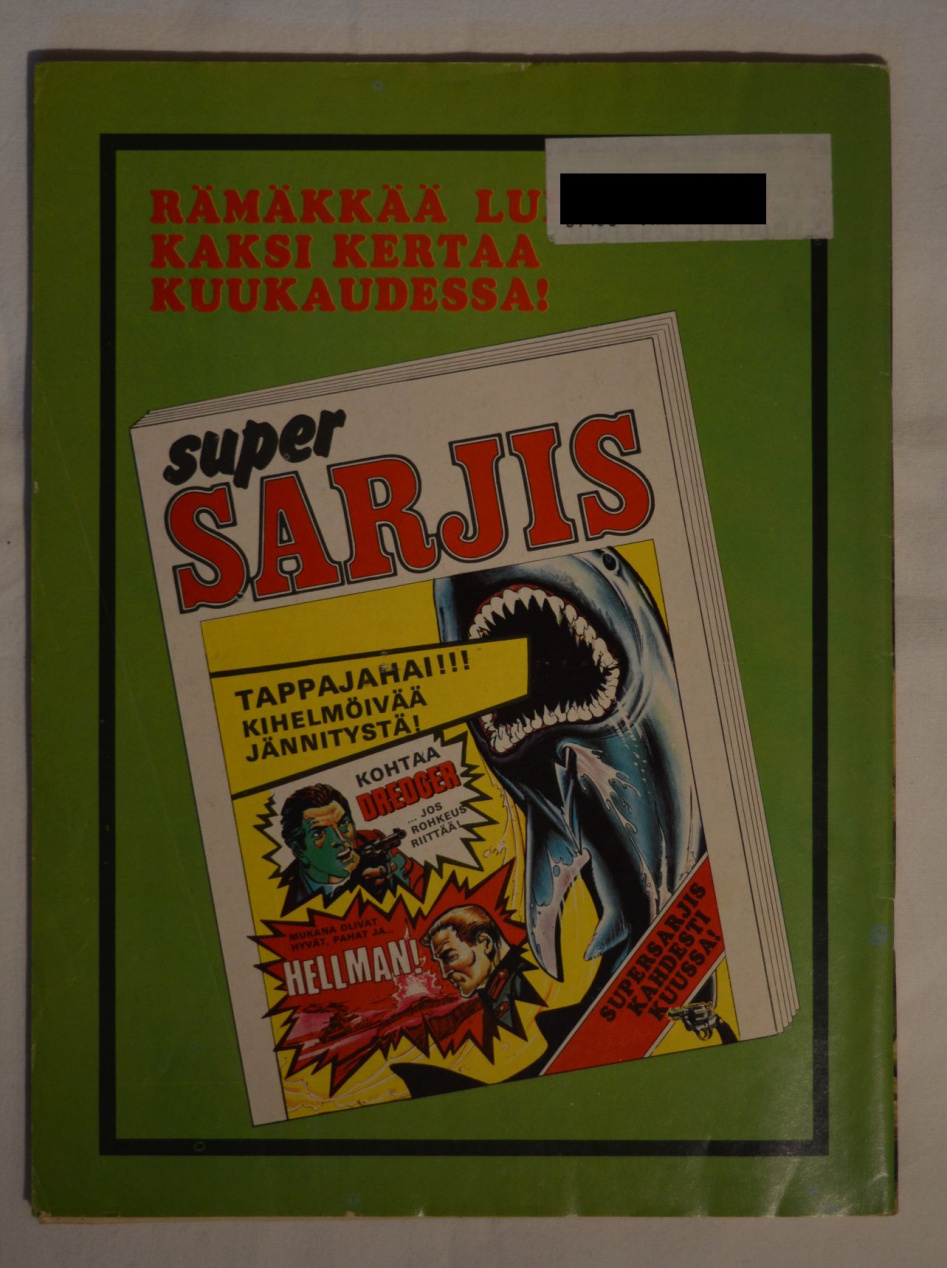 RÄMÄKKÄÄ
KAKSI KERTAA
KUUKAUDESSA!
super
SARJIS
TAPPAJAHAI!!!
KIHELMÖIVÄÄ
JÄNNITYSTÄ!
KOHTAA
DREDGER
... JOS
ROHKEUS
RIITTÄÄ!
MUKANA OLIVAT
HYVÄT, PAHAT JA...
HELLMAN!
SUPERSARJIS
KAHDESTI
KUUSSA!